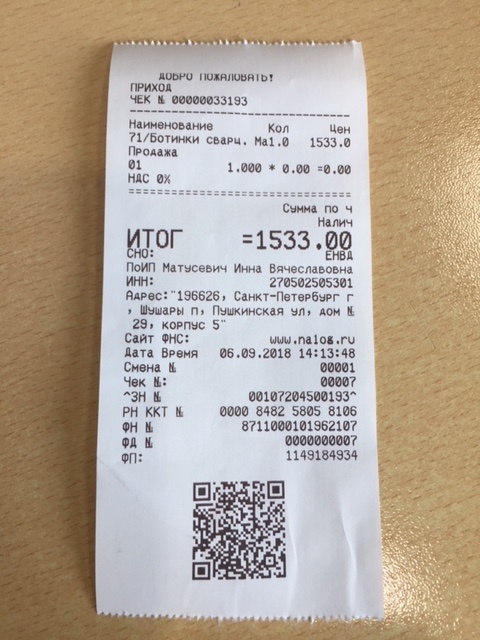 ДОБРО ПОЖАЛОВАТЬ!
ПРИХОД
ЧЕК № 00000033193
Наименование Кол Цен
71/Ботинки сварц. Ма1.0 1533.0
Продажа
01 1.000 * 0.00 =0.00
НДС 0%
Сумма по ч
Налич
ИТОГ =1533.00
СНО: ЕНВД
ПоИП Матусевич Инна Вячеславовна
ИНН: 270502505301
Адрес:"196626, Санкт-Петербург г
, Шушары п, Пушкинская ул, дом №
29, корпус 5"
Сайт ФНС: www.nalog.ru
Дата Время 06.09.2018 14:13:48
Смена № 00001
Чек №: 00007
^ЗН № 00107204500193^
РН ККТ № 0000 8482 5805 8106
ФН № 8711000101962107
ФД № 0000000007
ФП: 1149184934